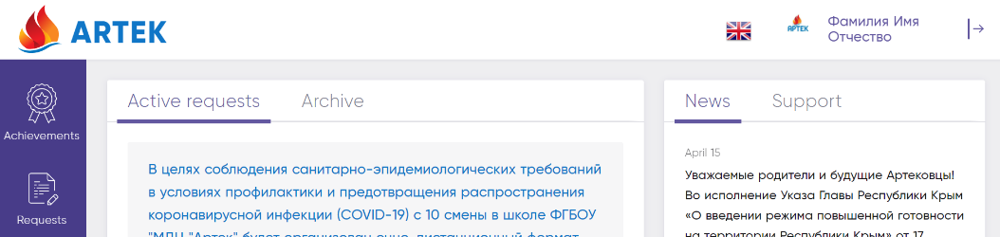 ARTEK
АРТЕК
Фамилия Имя
Отчество
Achievements
Requests
Active requests
Archive
В целях соблюдения санитарно-эпидемиологических требований
в условиях профилактики и предотвращения распространения
коронавирусной инфекции (COVID-19) с 10 смены в школе ФГБОУ
"МДЦ "Артек" будет организован очно-дистанционный формат
News
Support
April 15
Уважаемые родители и будущие Артековцы!
Во исполнение Указа Главы Республики Крым
«О введении режима повышенной готовности
на территории Республики Крым» от 17